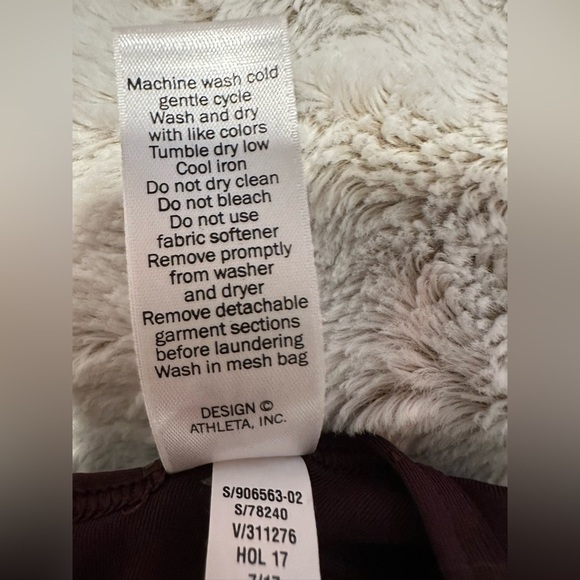 Machine wash cold
gentle cycle
Wash and dry
with like colors
Tumble dry low
Cool iron
Do not dry clean
Do not bleach
Do not use
fabric softener
Remove promptly
from washer
and dryer
Remove detachable
garment sections
before laundering
Wash in mesh bag
DESIGN ©
ATHLETA, INC.
S/906563-02
S/78240
V/311276
HOL 17
7/17